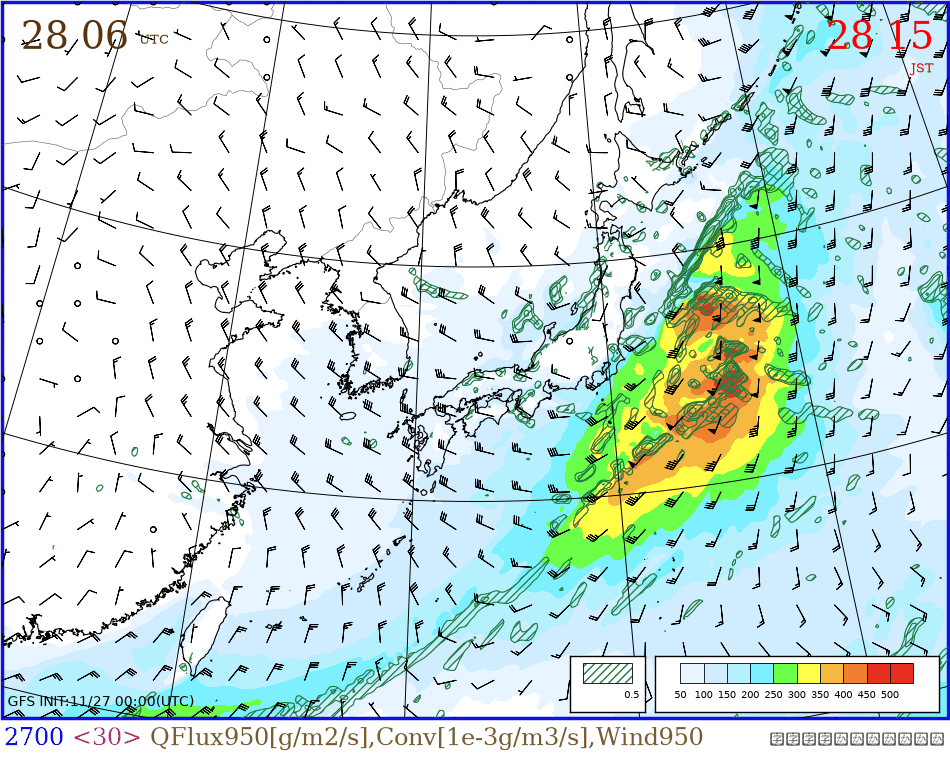 28 06 UTC
28 15
JST
0.5
50 100 150 200 250 300 350 400 450 500
GFS INIT:11/27 00:00(UTC)
2700 <30> QFlux950[g/m2/s],Conv[1e-3g/m3/s],Wind950